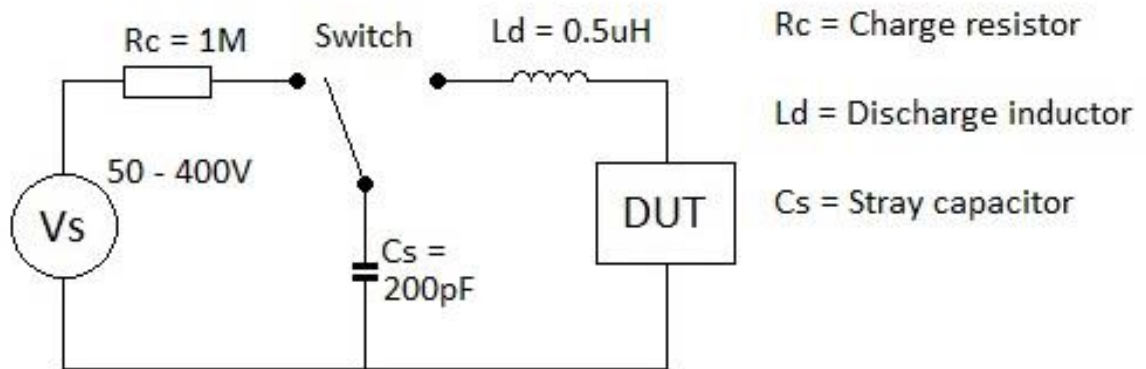 Rc = 1M
Switch
Ld = 0.5uH
Rc = Charge resistor
50 - 400V
Ld = Discharge inductor
Vs
DUT
Cs = Stray capacitor
Cs =
200pF